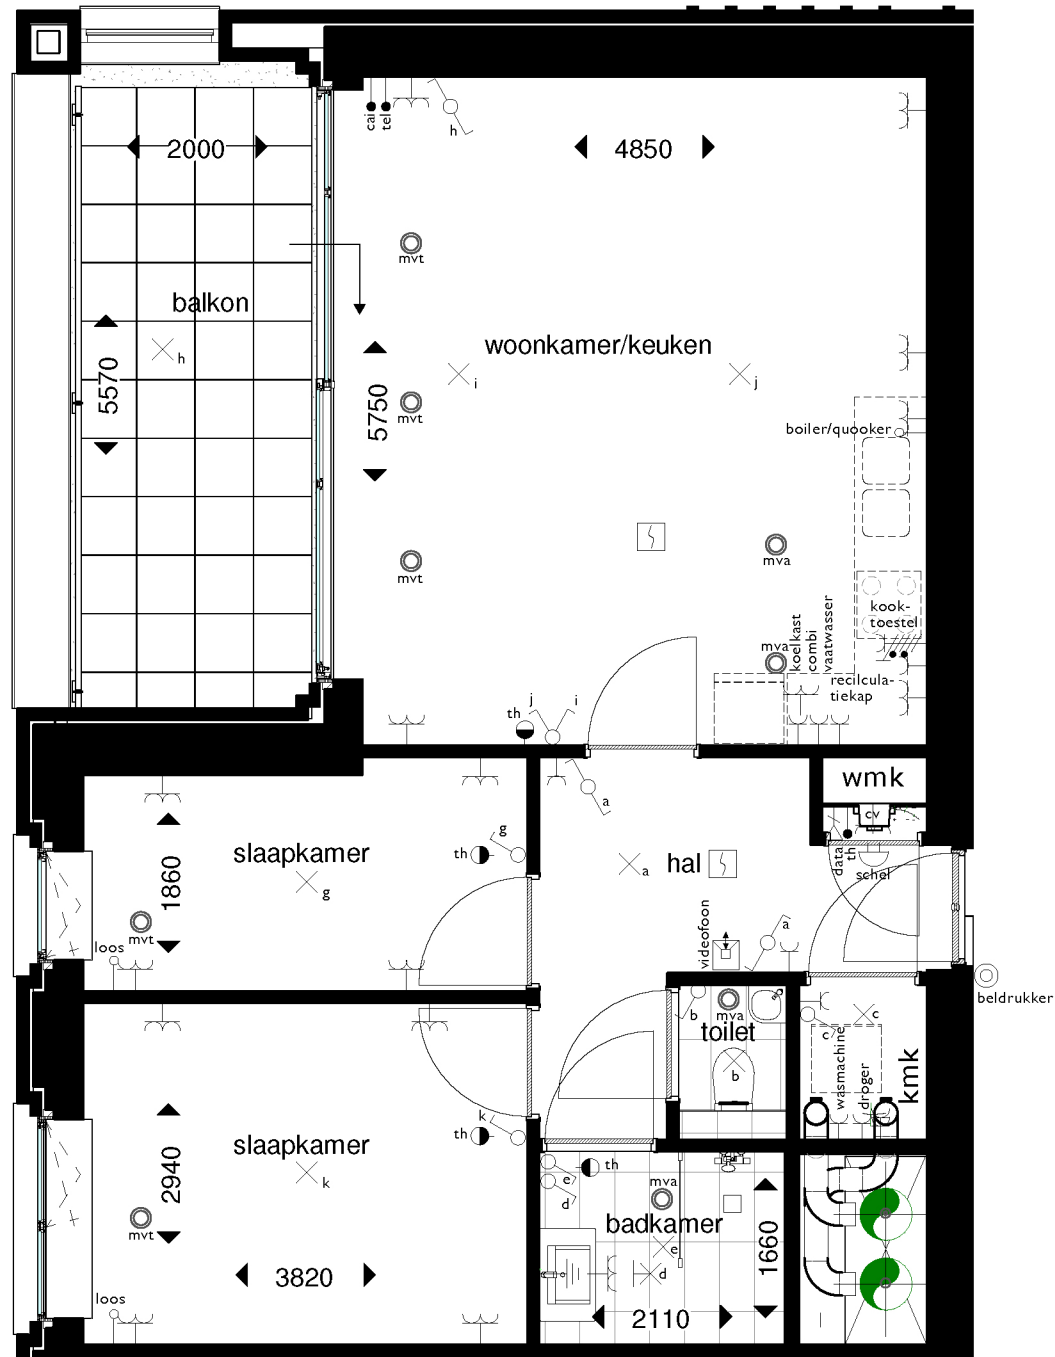 cai
tel
h
2000
4850
mvt
balkon
h
5570
woonkamer/keuken
i
j
5750
mvt
boiler/quooker
mvt
mva
kook-
toestel
koelkast
combi
vaatwasser
mva
recilcula-
tiekap
th
j
i
wmk
a
cv
g
th
slaapkamer
g
1860
mvt
loos
hal
a
data
th
schel
videofoon
a
beldrukker
b
mva
toilet
b
c
c
wasmachine
droger
kmk
k
th
slaapkamer
k
2940
mvt
3820
loos
e
d
th
mva
badkamer
e
d
1660
2110